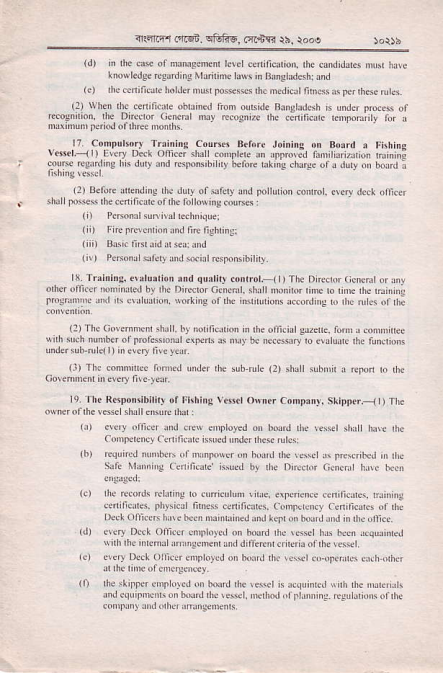 বাংলাদেশ গেজেট, অতিরিক্ত, সেপ্টেম্বর ২৯, ২০০৩ ১০২১৯
(d) in the case of management level certification, the candidates must have
knowledge regarding Maritime laws in Bangladesh; and
(e) the certificate holder must possesses the medical fitness as per these rules.
(2) When the certificate obtained from outside Bangladesh is under process of
recognition, the Director General may recognize the certificate temporarily for a
maximum period of three months.
17. Compulsory Training Courses Before Joining on Board a Fishing
Vessel.—(1) Every Deck Officer shall complete an approved familiarization training
course regarding his duty and responsibility before taking charge of a duty on board a
fishing vessel.
(2) Before attending the duty of safety and pollution control, every deck officer
shall possess the certificate of the following courses :
(i) Personal survival technique;
(ii) Fire prevention and fire fighting;
(iii) Basic first aid at sea; and
(iv) Personal safety and social responsibility.
18. Training, evaluation and quality control.—(1) The Director General or any
other officer nominated by the Director General, shall monitor time to time the training
programme and its evaluation, working of the institutions according to the rules of the
convention.
(2) The Government shall, by notification in the official gazette, form a committee
with such number of professional experts as may be necessary to evaluate the functions
under sub-rule(1) in every five year.
(3) The committee formed under the sub-rule (2) shall submit a report to the
Government in every five-year.
19. The Responsibility of Fishing Vessel Owner Company, Skipper.—(1) The
owner of the vessel shall ensure that :
(a) every officer and crew employed on board the vessel shall have the
Competency Certificate issued under these rules;
(b) required numbers of manpower on board the vessel as prescribed in the
Safe Manning Certificate' issued by the Director General have been
engaged;
(c) the records relating to curriculum vitae, experience certificates, training
certificates, physical fitness certificates, Competency Certificates of the
Deck Officers have been maintained and kept on board and in the office.
(d) every Deck Officer employed on board the vessel has been acquainted
with the internal arrangement and different criteria of the vessel.
(e) every Deck Officer employed on board the vessel co-operates each-other
at the time of emergencey.
(f) the skipper employed on board the vessel is acquinted with the materials
and equipments on board the vessel, method of planning, regulations of the
company and other arrangements.